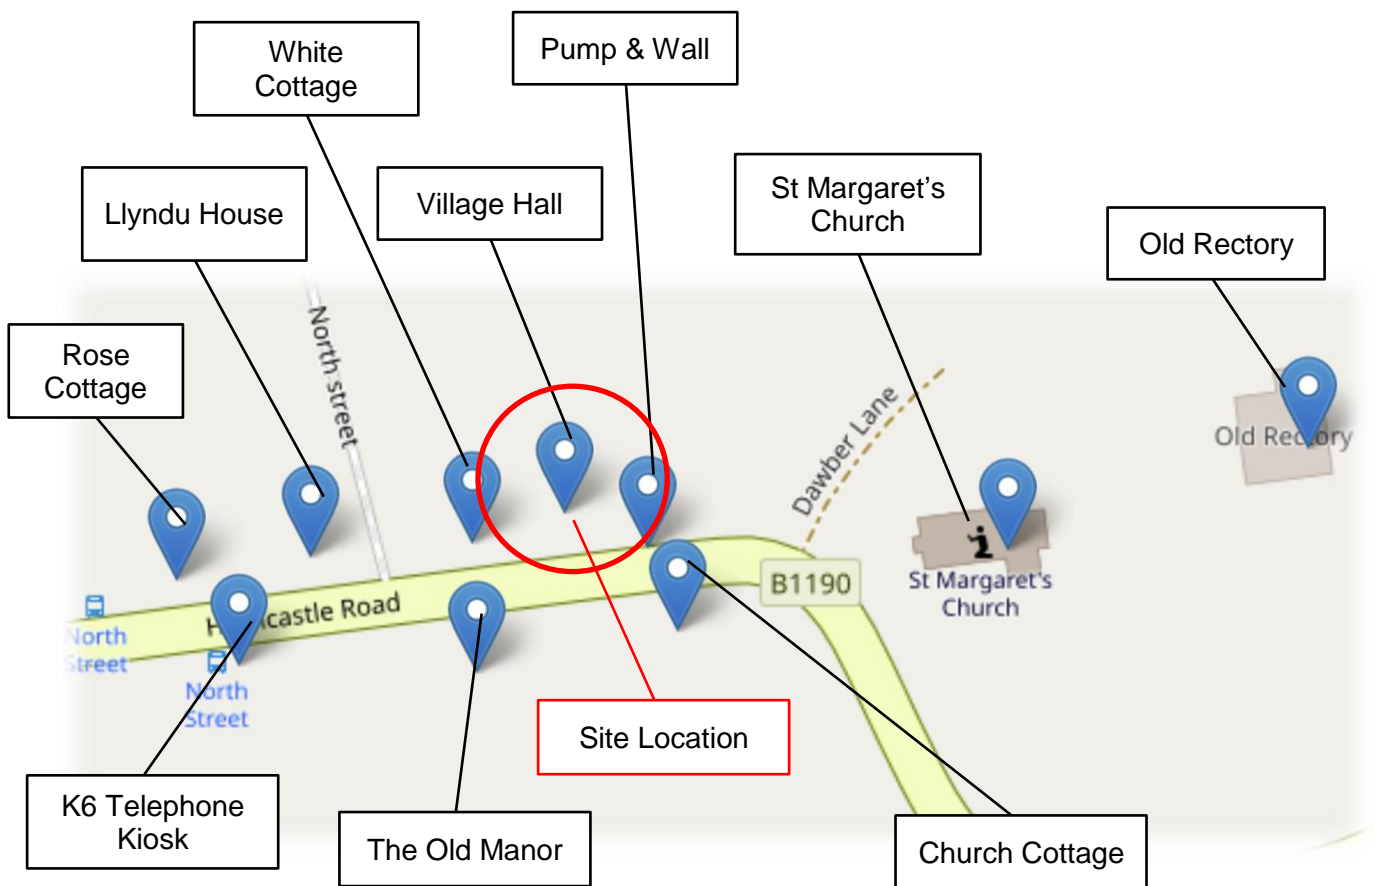 White
Cottage
Pump & Wall
Llyndu House
Village Hall
St Margaret’s
Church
Old Rectory
Rose
Cottage
North street
Dawber Lane
Old Rectory
B1190
St Margaret's
Church
Road
North
Street
North
Street
Site Location
K6 Telephone
Kiosk
The Old Manor
Church Cottage